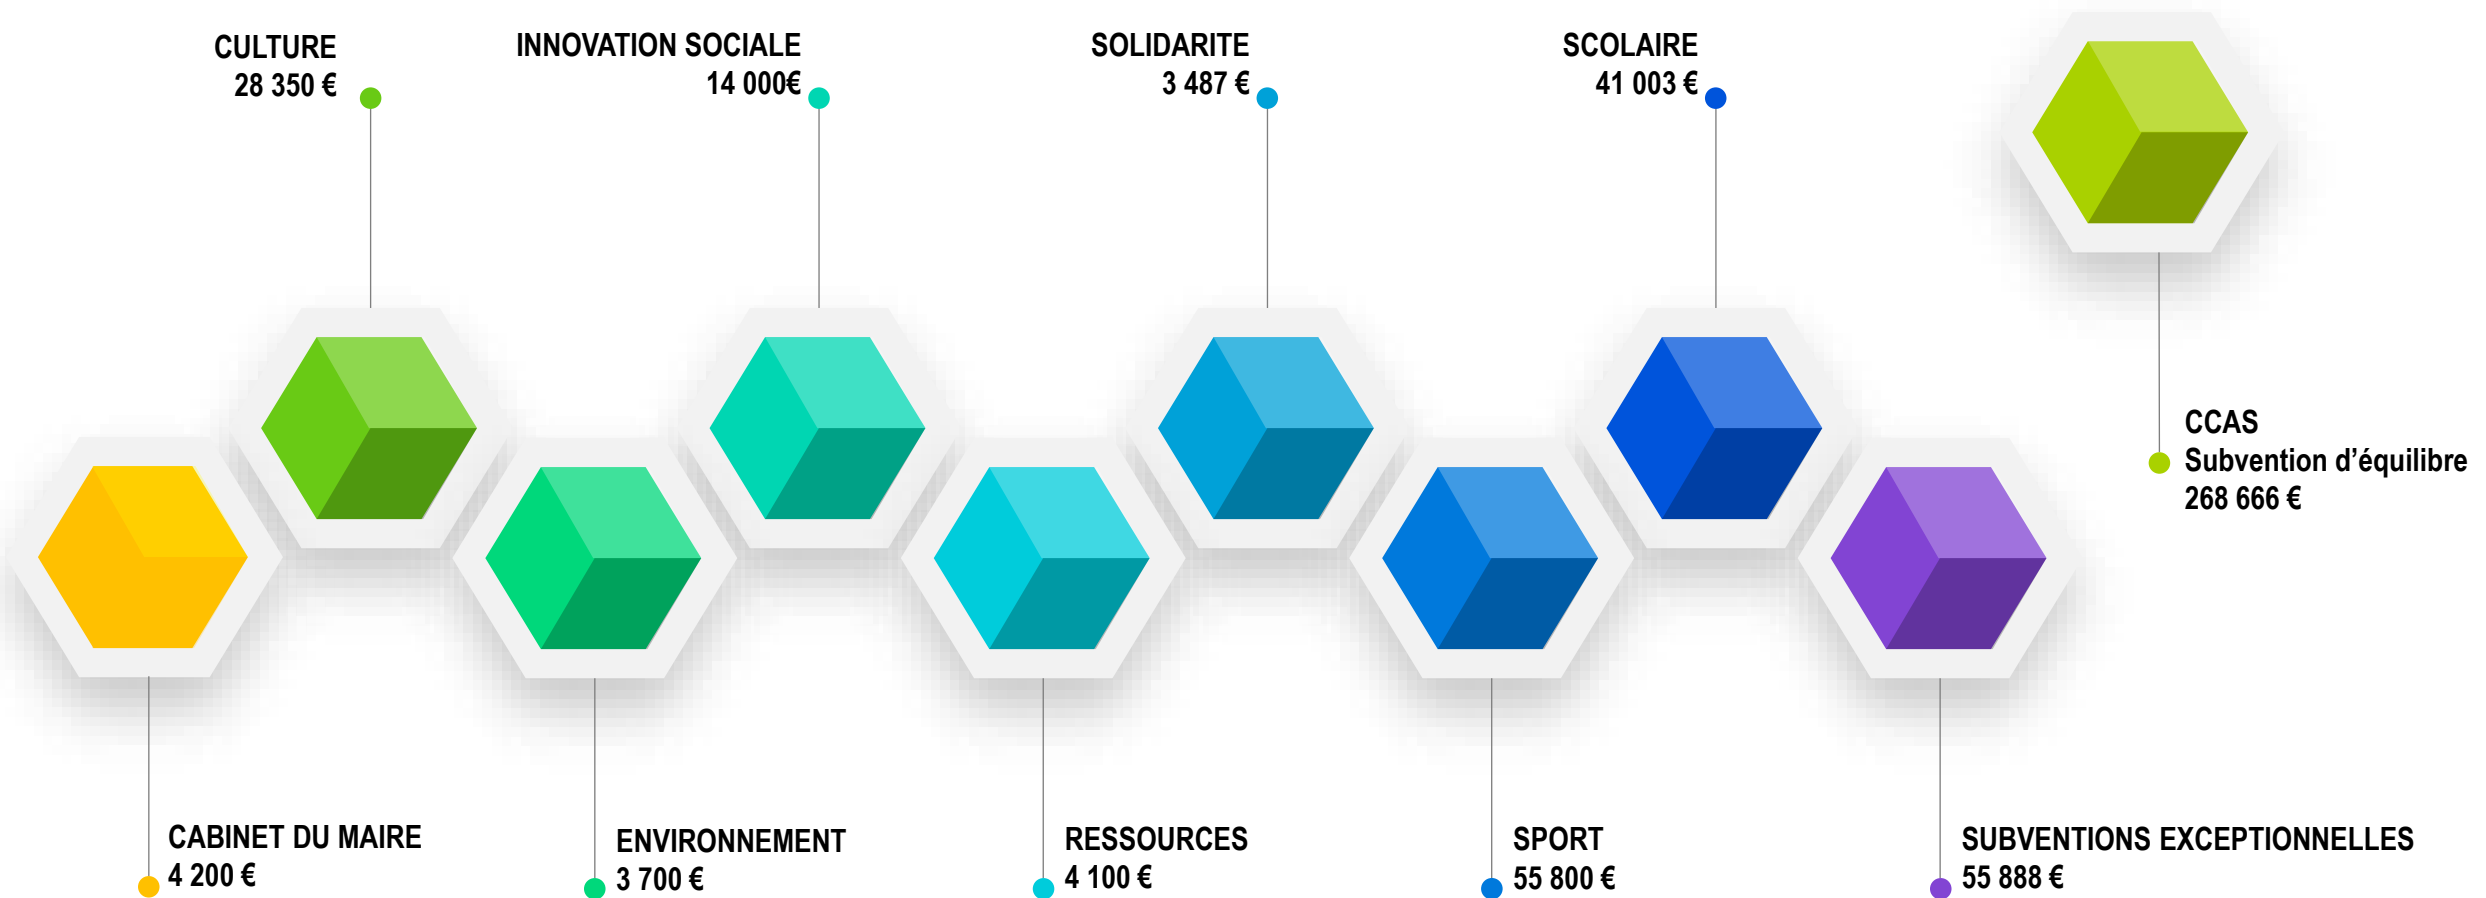 CULTURE
28 350 €
INNOVATION SOCIALE
14 000€
SOLIDARITE
3 487 €
SCOLAIRE
41 003 €
CCAS
Subvention d’équilibre
268 666 €
CABINET DU MAIRE
4 200 €
ENVIRONNEMENT
3 700 €
RESSOURCES
4 100 €
SPORT
55 800 €
SUBVENTIONS EXCEPTIONNELLES
55 888 €